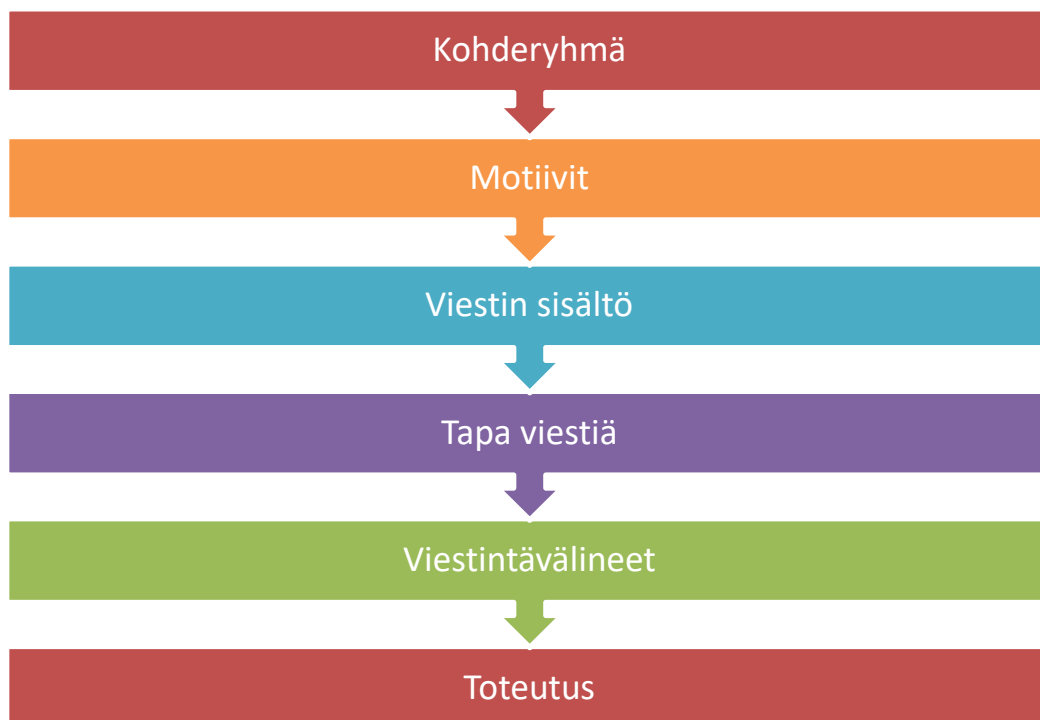 Kohderyhmä
Motiivit
Viestin sisältö
Tapa viestiä
Viestintävälineet
Toteutus